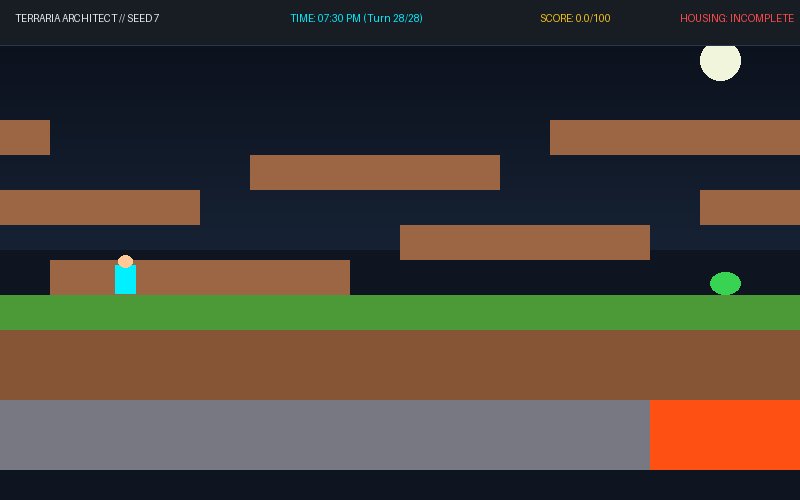 TERRARIA ARCHITECT // SEED 7
TIME: 07:30 PM (Turn 28/28)
SCORE: 0.0/100
HOUSING: INCOMPLETE